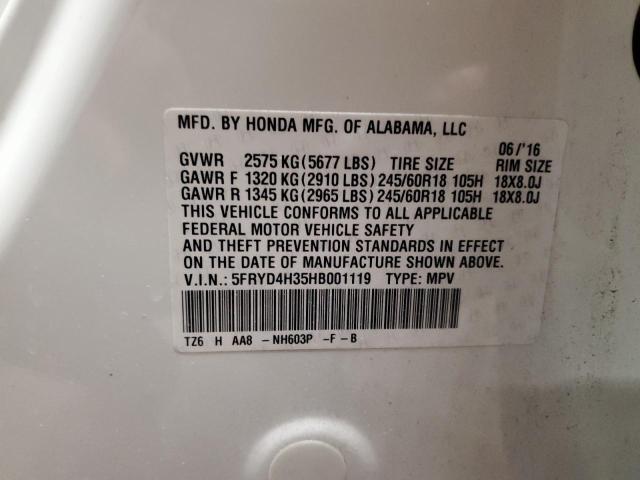 MFD. BY HONDA MFG. OF ALABAMA, LLC
06/'16
GVWR 2575 KG (5677 LBS) TIRE SIZE RIM SIZE
GAWR F 1320 KG (2910 LBS) 245/60R18 105H 18X8.0J
GAWR R 1345 KG (2965 LBS) 245/60R18 105H 18X8.0J
THIS VEHICLE CONFORMS TO ALL APPLICABLE
FEDERAL MOTOR VEHICLE SAFETY
AND THEFT PREVENTION STANDARDS IN EFFECT
ON THE DATE OF MANUFACTURE SHOWN ABOVE.
V.I.N.: 5FRYD4H35HB001119 TYPE: MPV
TZ6 H AA8 -NH603P -F-B